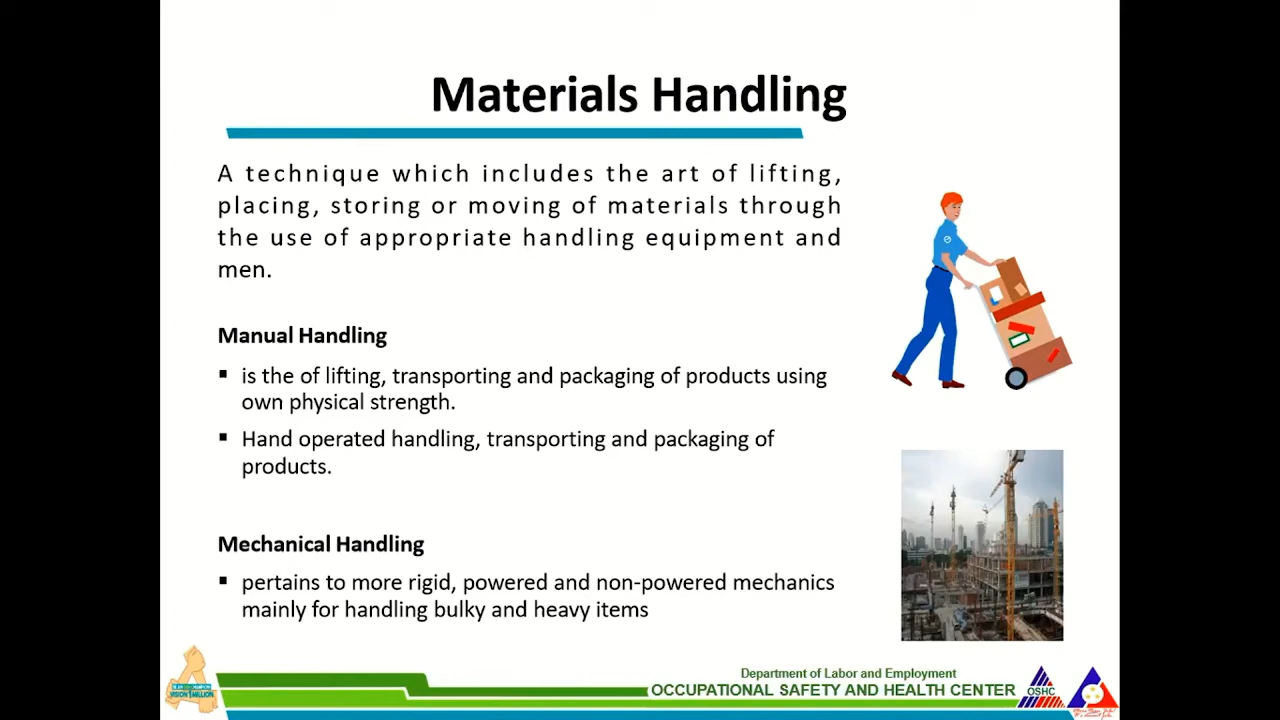 Materials Handling
A technique which includes the art of lifting,
placing, storing or moving of materials through
the use of appropriate handling equipment and
men.
Manual Handling
▪ is the of lifting, transporting and packaging of products using
own physical strength.
▪ Hand operated handling, transporting and packaging of
products.
Mechanical Handling
▪ pertains to more rigid, powered and non-powered mechanics
mainly for handling bulky and heavy items
VISION 1 MILLION
Department of Labor and Employment
OCCUPATIONAL SAFETY AND HEALTH CENTER
OSHC